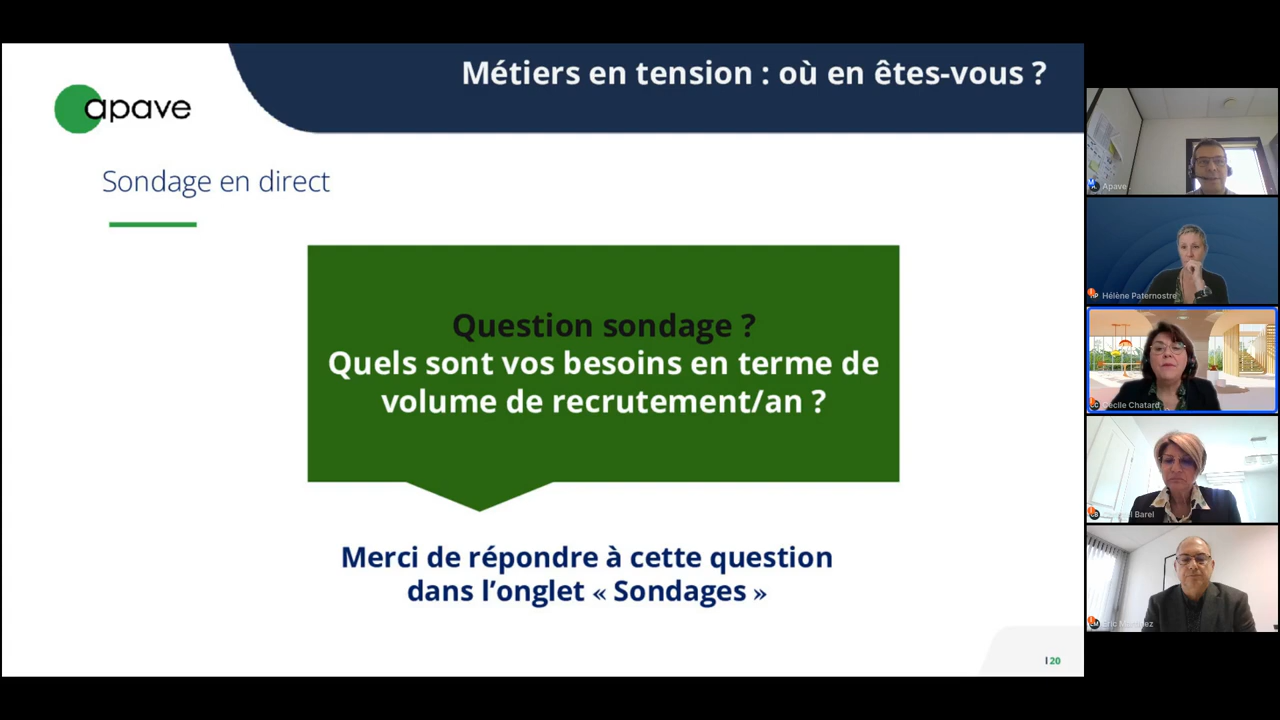 Métiers en tension : où en êtes-vous ?
apave
Sondage en direct
Question sondage ?
Quels sont vos besoins en terme de
volume de recrutement/an ?
Merci de répondre à cette question
dans l’onglet « Sondages »
20
Apave
Hélène Paternostre
Cécile Chatard
Barel
Eric